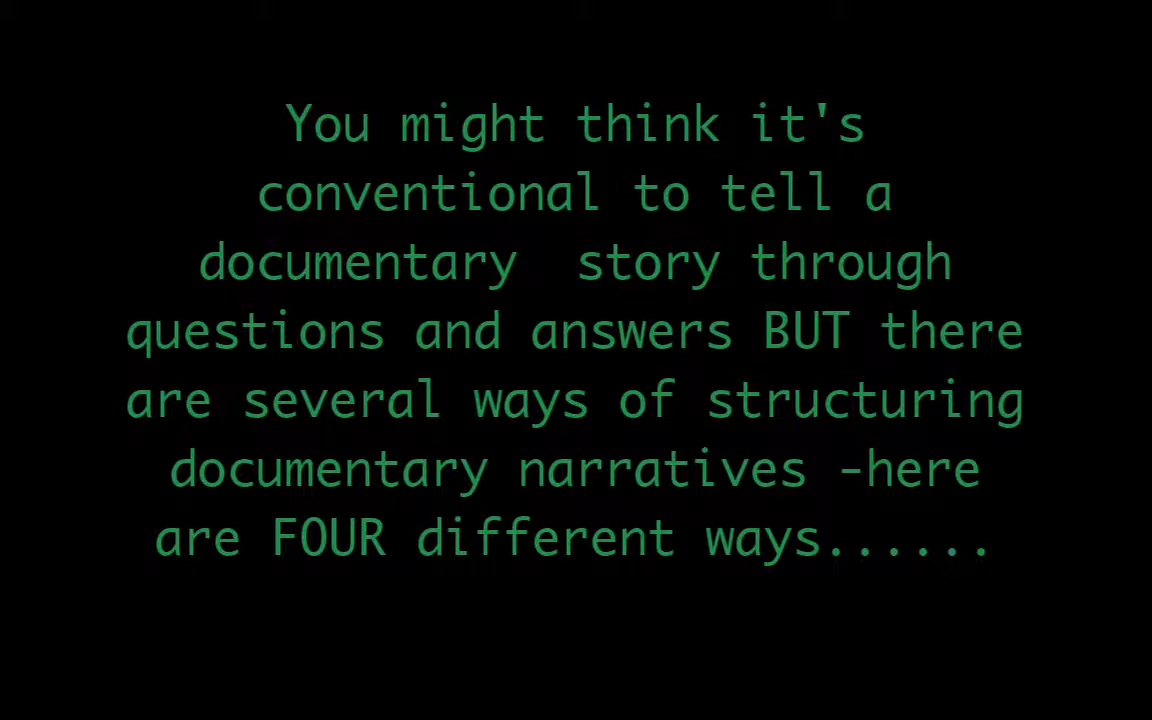 You might think it's
conventional to tell a
documentary  story through
questions and answers BUT there
are several ways of structuring
documentary narratives -here
are FOUR different ways......